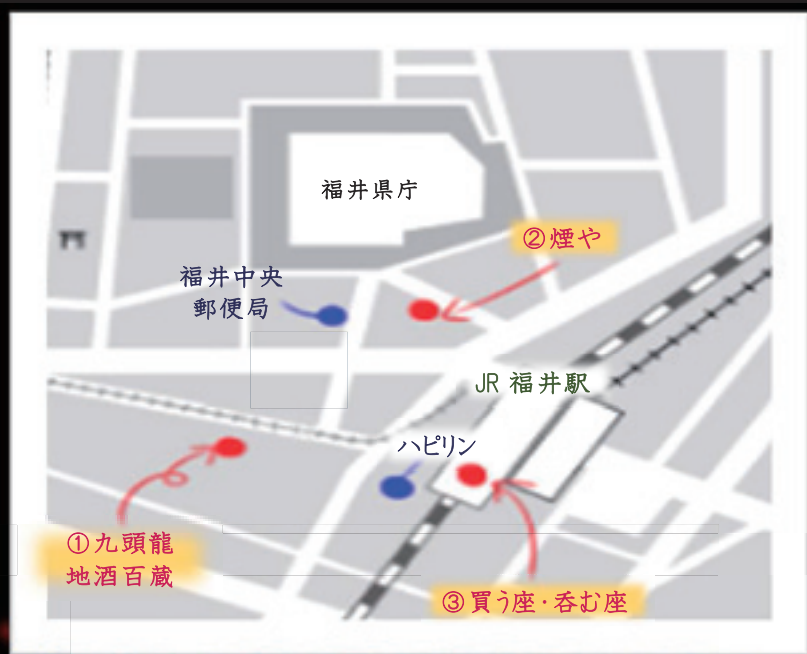 福井県庁
②煙や
福井中央
郵便局
JR 福井駅
ハピリン
①九頭龍
地酒百蔵
③買う座・呑む座